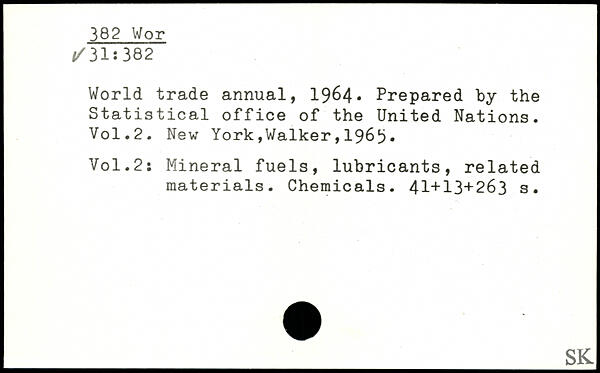 382 Wor
✓31:382
World trade annual, 1964. Prepared by the
Statistical office of the United Nations.
Vol.2. New York,Walker,1965.
Vol.2: Mineral fuels, lubricants, related
materials. Chemicals. 41+13+263 s.
SK